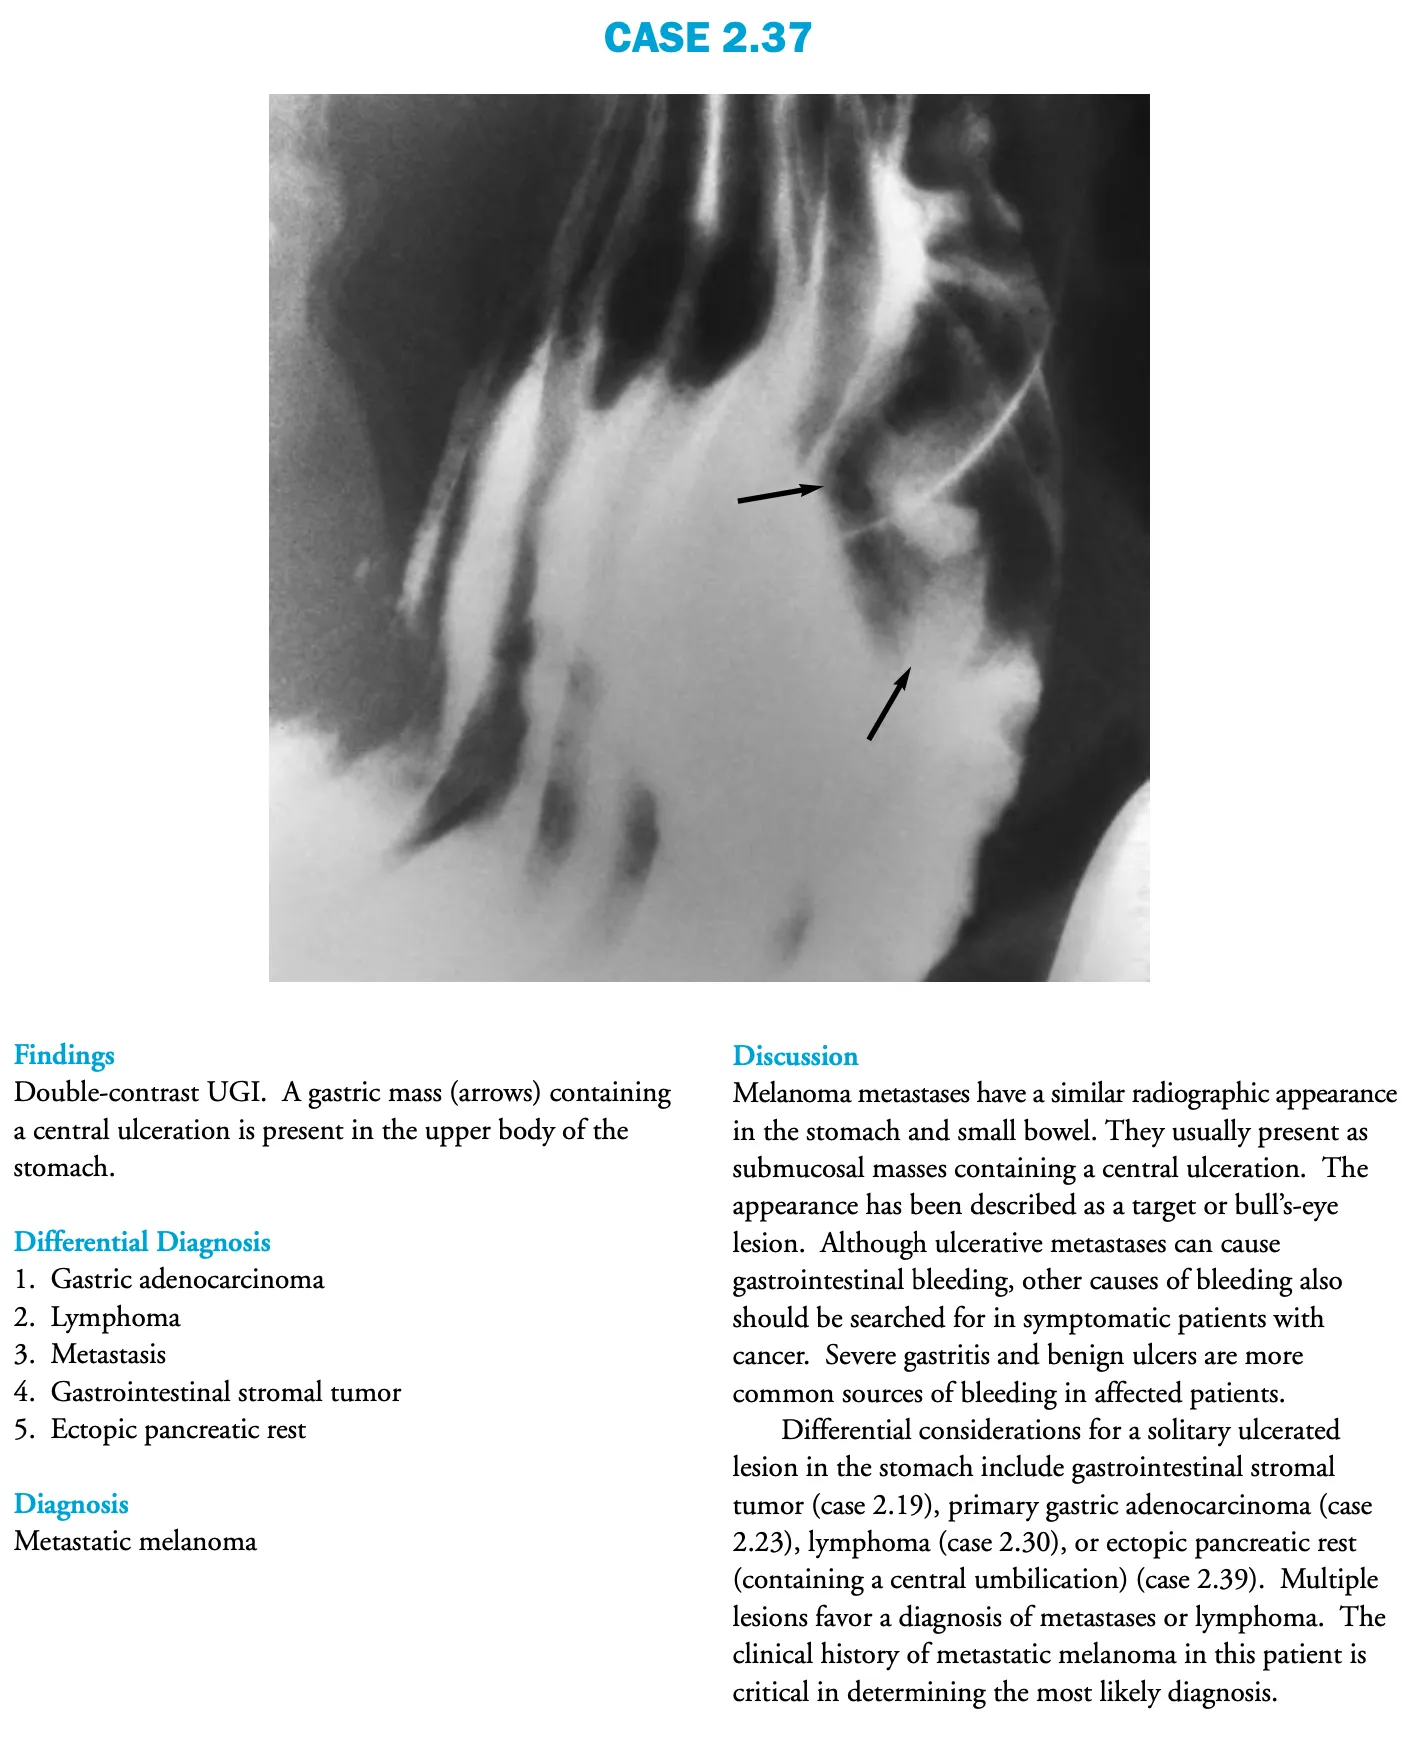 CASE 2.37
Findings
Double-contrast UGI.  A gastric mass (arrows) containing
a central ulceration is present in the upper body of the
stomach.
Differential Diagnosis
1.  Gastric adenocarcinoma
2.  Lymphoma
3.  Metastasis
4.  Gastrointestinal stromal tumor
5.  Ectopic pancreatic rest
Diagnosis
Metastatic melanoma
Discussion
Melanoma metastases have a similar radiographic appearance
in the stomach and small bowel. They usually present as
submucosal masses containing a central ulceration.  The
appearance has been described as a target or bull’s-eye
lesion.  Although ulcerative metastases can cause
gastrointestinal bleeding, other causes of bleeding also
should be searched for in symptomatic patients with
cancer.  Severe gastritis and benign ulcers are more
common sources of bleeding in affected patients.
Differential considerations for a solitary ulcerated
lesion in the stomach include gastrointestinal stromal
tumor (case 2.19), primary gastric adenocarcinoma (case
2.23), lymphoma (case 2.30), or ectopic pancreatic rest
(containing a central umbilication) (case 2.39).  Multiple
lesions favor a diagnosis of metastases or lymphoma.  The
clinical history of metastatic melanoma in this patient is
critical in determining the most likely diagnosis.